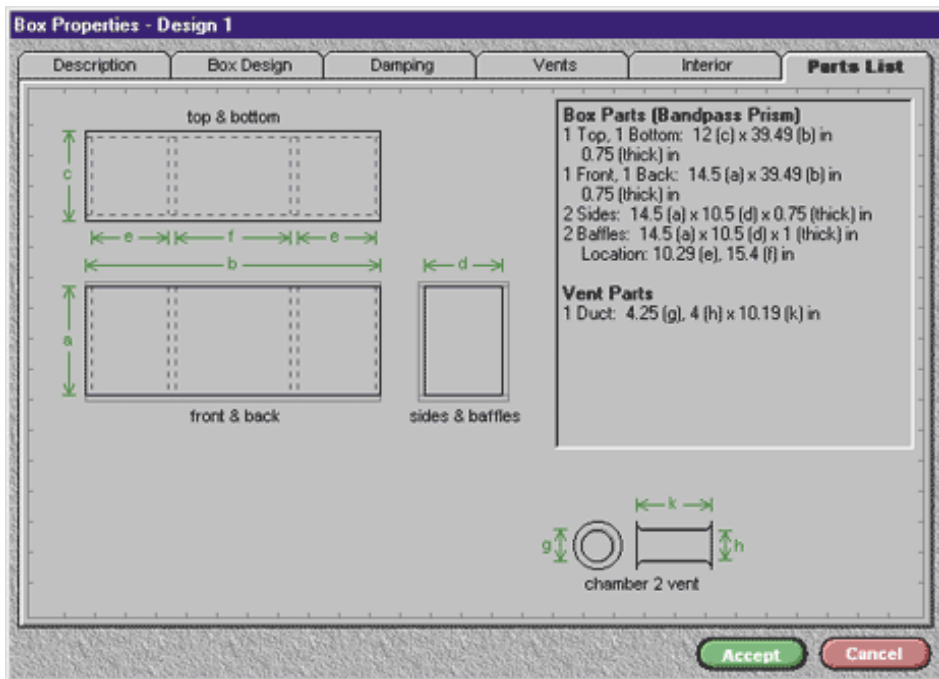 Box Properties - Design 1
Description
Box Design
Damping
Vents
Interior
Parts List
top & bottom
c
e
f
e
b
d
a
front & back
sides & baffles
Box Parts (Bandpass Prism)
1 Top, 1 Bottom: 12 (c) x 39.49 (b) in
0.75 (thick) in
1 Front, 1 Back: 14.5 (a) x 39.49 (b) in
0.75 (thick) in
2 Sides: 14.5 (a) x 10.5 (d) x 0.75 (thick) in
2 Baffles: 14.5 (a) x 10.5 (d) x 1 (thick) in
Location: 10.29 (e), 15.4 (f) in
Vent Parts
1 Duct: 4.25 (g), 4 (h) x 10.19 (k) in
k
g
h
chamber 2 vent
Accept
Cancel